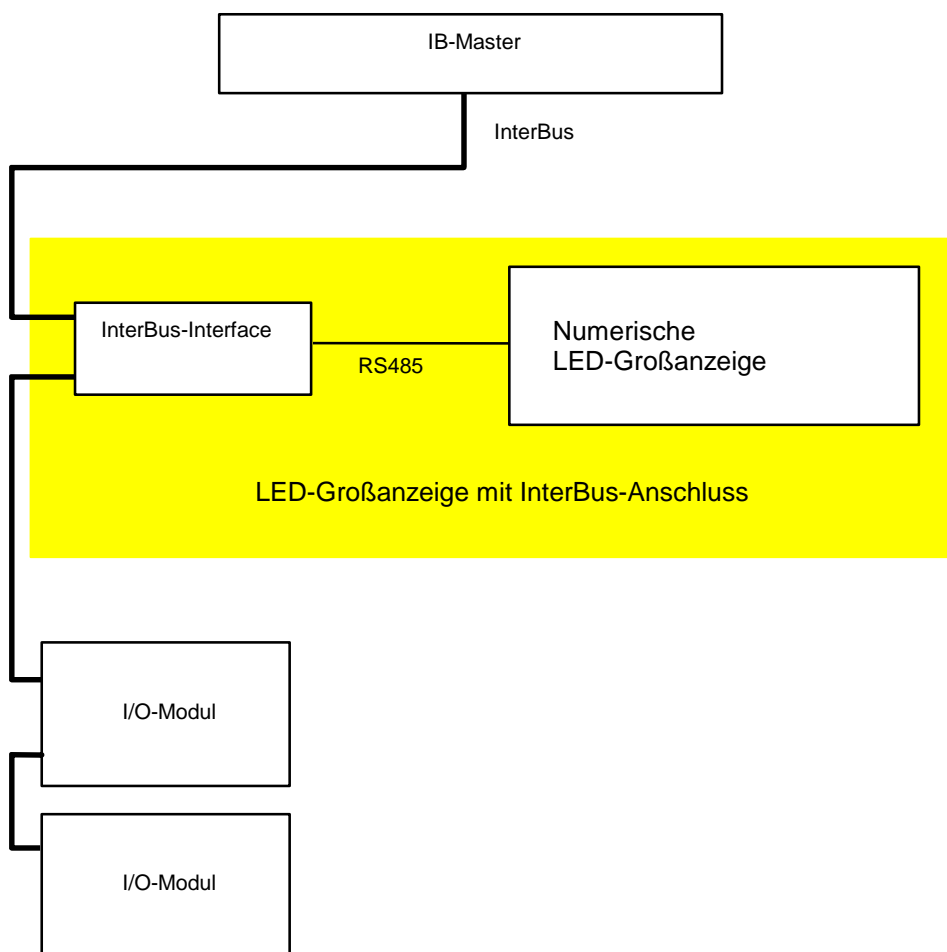 IB-Master
InterBus
InterBus-Interface
RS485
Numerische
LED-Großanzeige
LED-Großanzeige mit InterBus-Anschluss
I/O-Modul
I/O-Modul